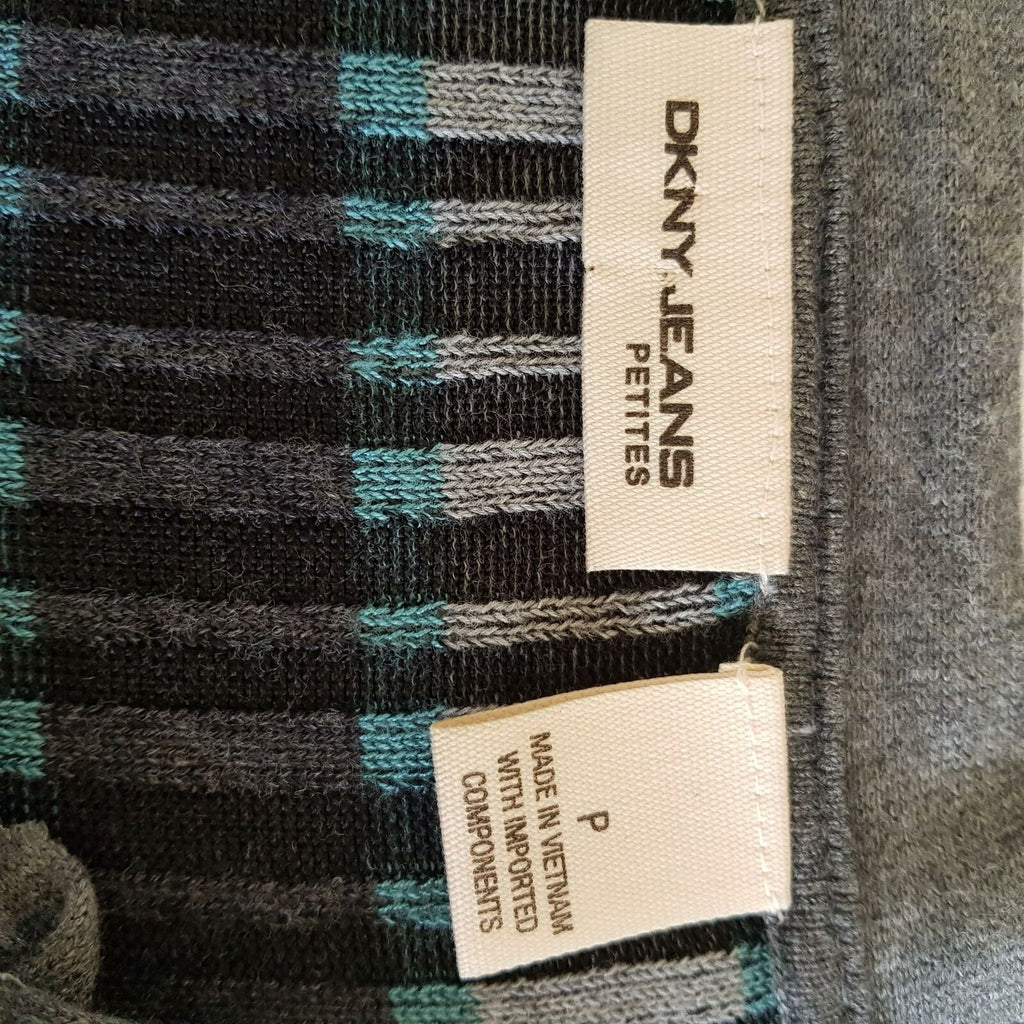 DKNY JEANS
PETITES
P
MADE IN VIETNAM
WITH IMPORTED
COMPONENTS